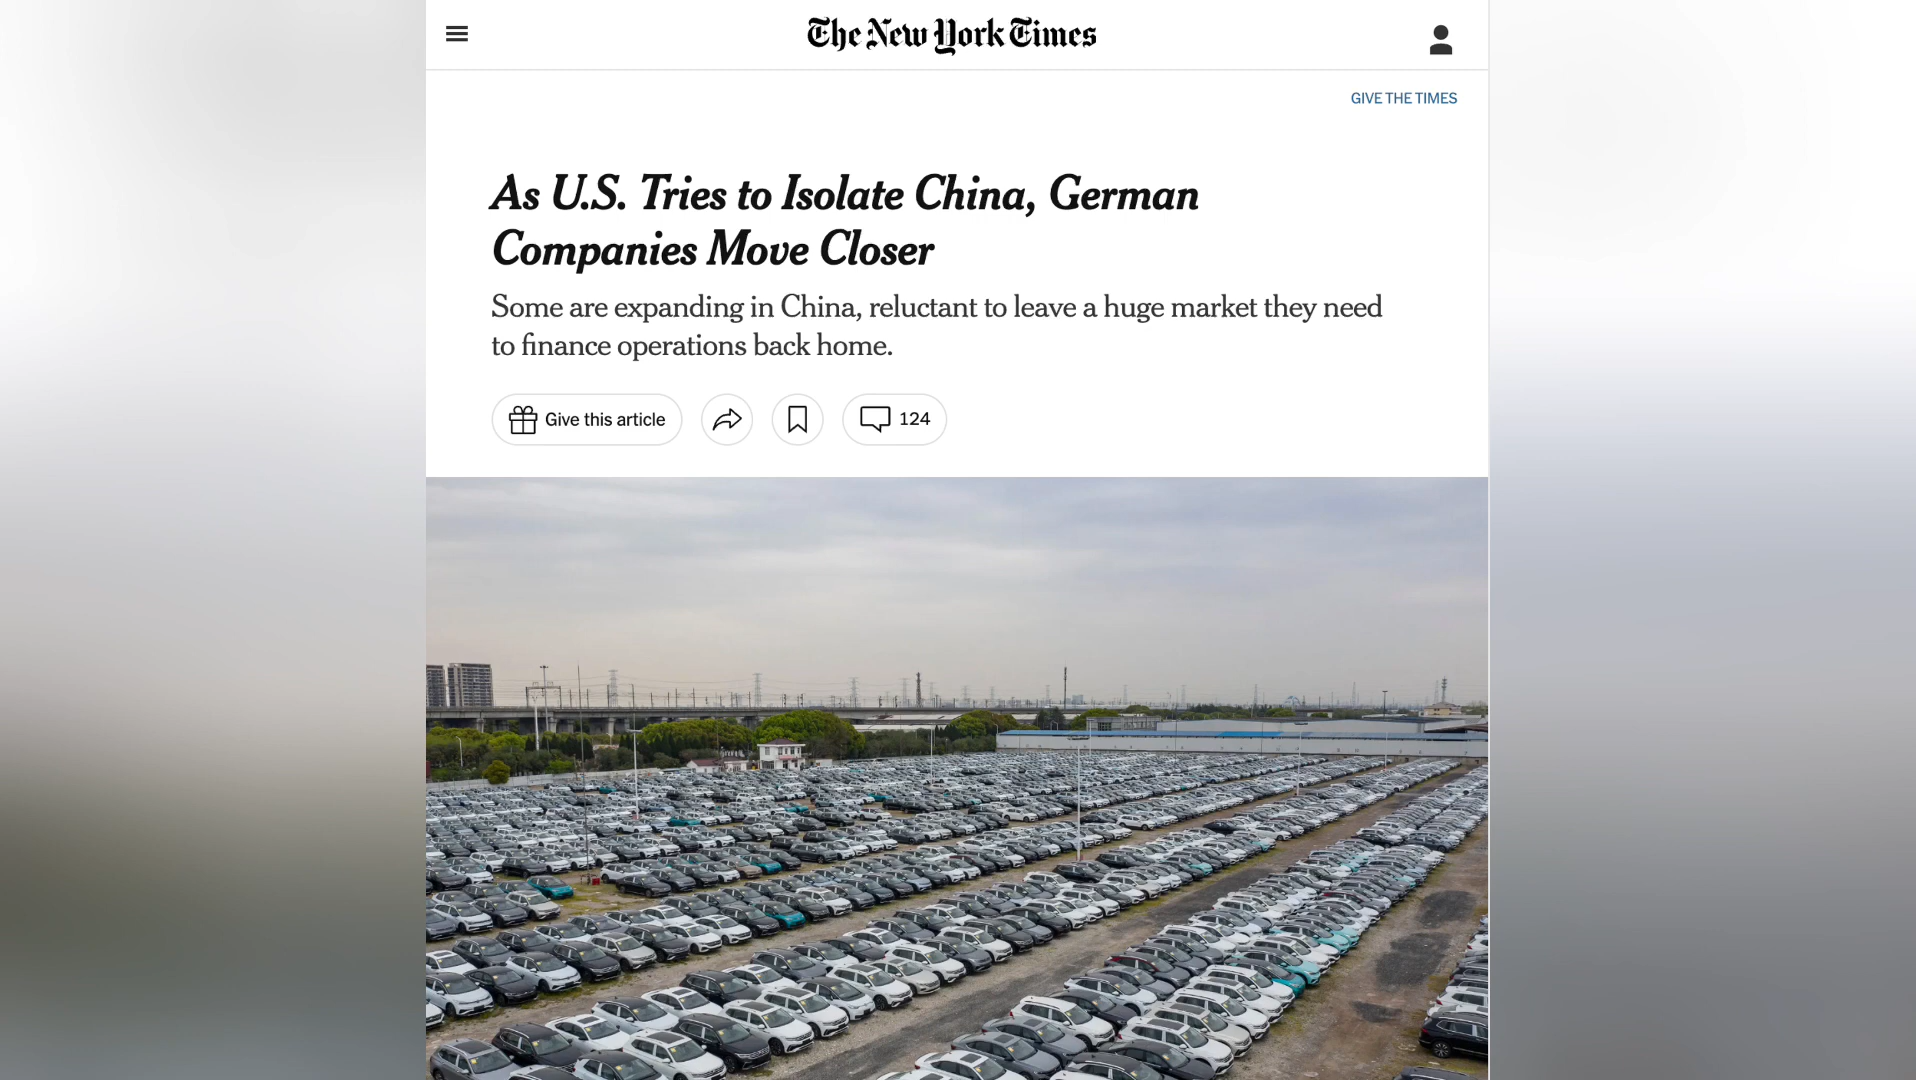 The New York Times
GIVE THE TIMES
As U.S. Tries to Isolate China, German
Companies Move Closer
Some are expanding in China, reluctant to leave a huge market they need
to finance operations back home.
Give this article
124